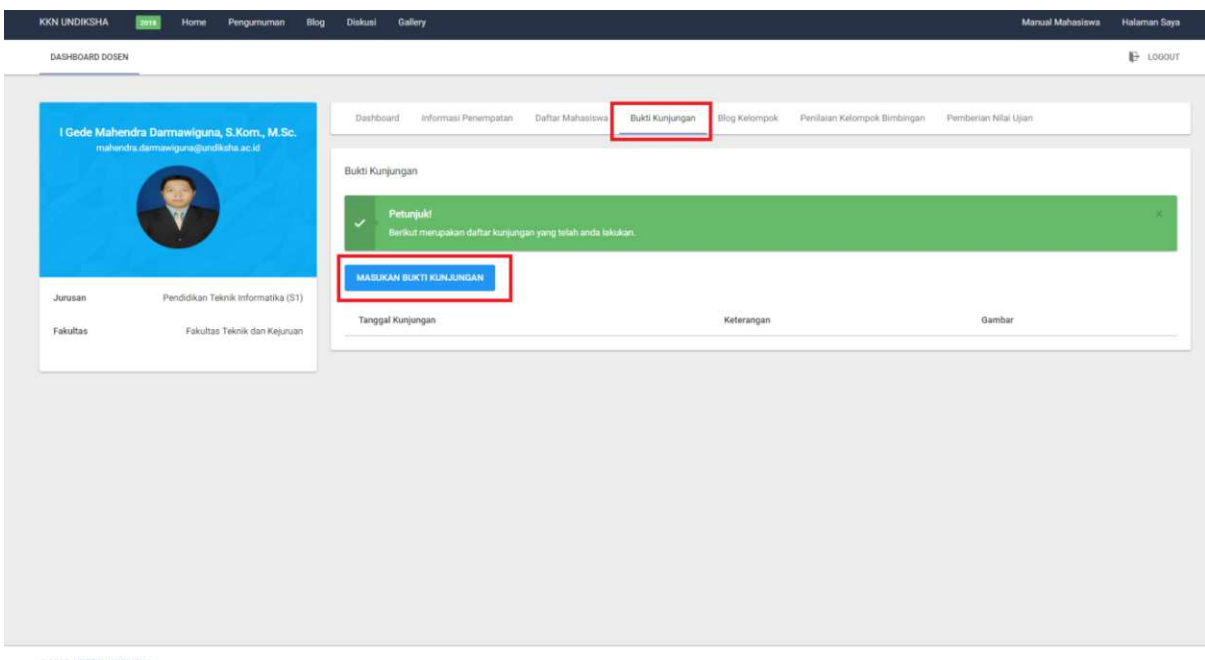 KKN UNDIKSHA 2018 Home Pengumuman Blog Diskusi Gallery Manual Mahasiswa Halaman Saya
DASHBOARD DOSEN LOGOUT
I Gede Mahendra Darmawiguna, S.Kom., M.Sc.
mahendra.darmawiguna@undiksha.ac.id
Jurusan Pendidikan Teknik Informatika (S1)
Fakultas Fakultas Teknik dan Kejuruan
Dashboard Informasi Penempatan Daftar Mahasiswa Bukti Kunjungan Blog Kelompok Penilaian Kelompok Bimbingan Pemberian Nilai Ujian
Bukti Kunjungan
Petunjuk!
Berikut merupakan daftar kunjungan yang telah anda lakukan.
MASUKAN BUKTI KUNJUNGAN
Tanggal Kunjungan Keterangan Gambar